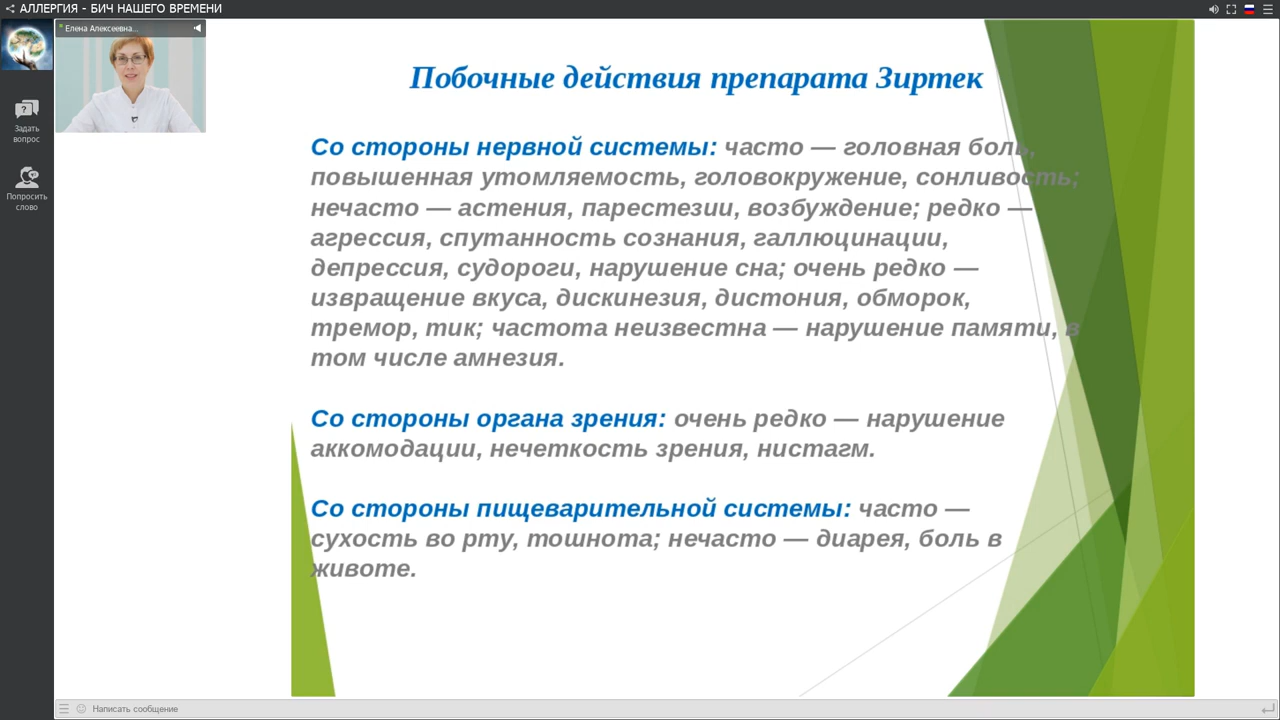 АЛЛЕРГИЯ - БИЧ НАШЕГО ВРЕМЕНИ
Елена Алексеевна...
Задать
вопрос
Попросить
слово
Побочные действия препарата Зиртек
Со стороны нервной системы: часто — головная боль,
повышенная утомляемость, головокружение, сонливость;
нечасто — астения, парестезии, возбуждение; редко —
агрессия, спутанность сознания, галлюцинации,
депрессия, судороги, нарушение сна; очень редко —
извращение вкуса, дискинезия, дистония, обморок,
тремор, тик; частота неизвестна — нарушение памяти, в
том числе амнезия.
Со стороны органа зрения: очень редко — нарушение
аккомодации, нечеткость зрения, нистагм.
Со стороны пищеварительной системы: часто —
сухость во рту, тошнота; нечасто — диарея, боль в
животе.
Написать сообщение